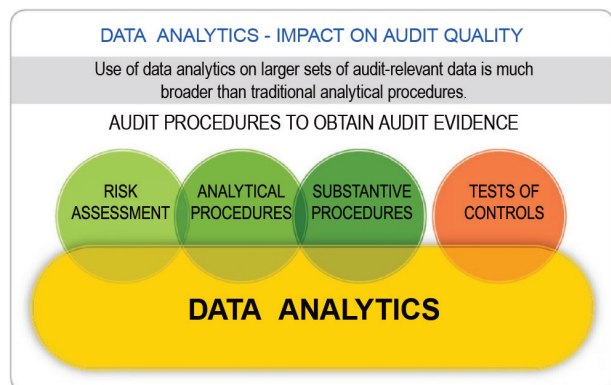 DATA ANALYTICS - IMPACT ON AUDIT QUALITY
Use of data analytics on larger sets of audit-relevant data is much
broader than traditional analytical procedures.
AUDIT PROCEDURES TO OBTAIN AUDIT EVIDENCE
RISK
ASSESSMENT
ANALYTICAL
PROCEDURES
SUBSTANTIVE
PROCEDURES
TESTS OF
CONTROLS
DATA ANALYTICS